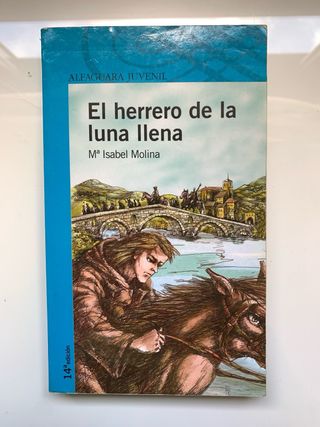 ALFAGUARA JUVENIL
El herrero de la
luna llena
Mª Isabel Molina
14ª edición